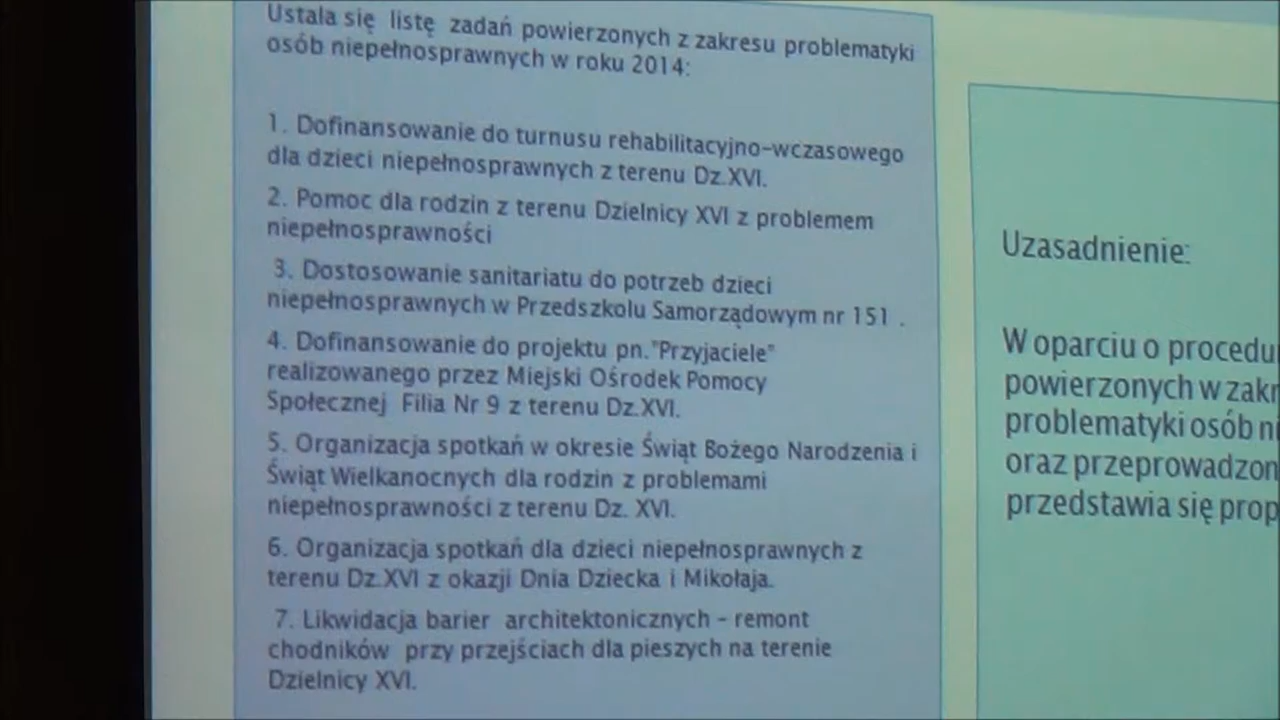 Ustala się listę zadań powierzonych z zakresu problematyki
osób niepełnosprawnych w roku 2014:
1. Dofinansowanie do turnusu rehabilitacyjno-wczasowego
dla dzieci niepełnosprawnych z terenu Dz.XVI.
2. Pomoc dla rodzin z terenu Dzielnicy XVI z problemem
niepełnosprawności
3. Dostosowanie sanitariatu do potrzeb dzieci
niepełnosprawnych w Przedszkolu Samorządowym nr 151 .
4. Dofinansowanie do projektu pn."Przyjaciele"
realizowanego przez Miejski Ośrodek Pomocy
Społecznej Filia Nr 9 z terenu Dz.XVI.
5. Organizacja spotkań w okresie Świąt Bożego Narodzenia i
Świąt Wielkanocnych dla rodzin z problemami
niepełnosprawności z terenu Dz. XVI.
6. Organizacja spotkań dla dzieci niepełnosprawnych z
terenu Dz.XVI z okazji Dnia Dziecka i Mikołaja.
7. Likwidacja barier architektonicznych - remont
chodników przy przejściach dla pieszych na terenie
Dzielnicy XVI.
Uzasadnienie:
W oparciu o procedu
powierzonych w zakr
problematyki osób ni
oraz przeprowadzon
przedstawia się prop